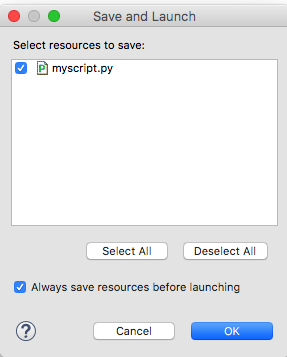 Save and Launch
Select resources to save:
myscript.py
Select All
Deselect All
Always save resources before launching
?
Cancel
OK